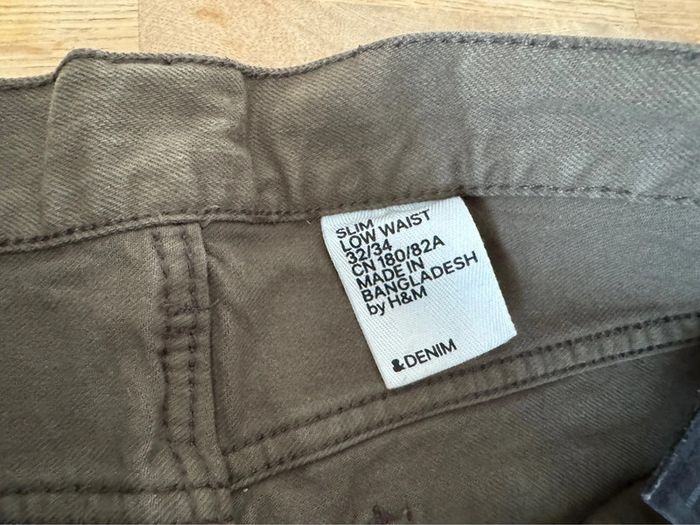 SLIM
LOW WAIST
32/34
CN 180/82A
MADE IN
BANGLADESH
by H&M
&DENIM